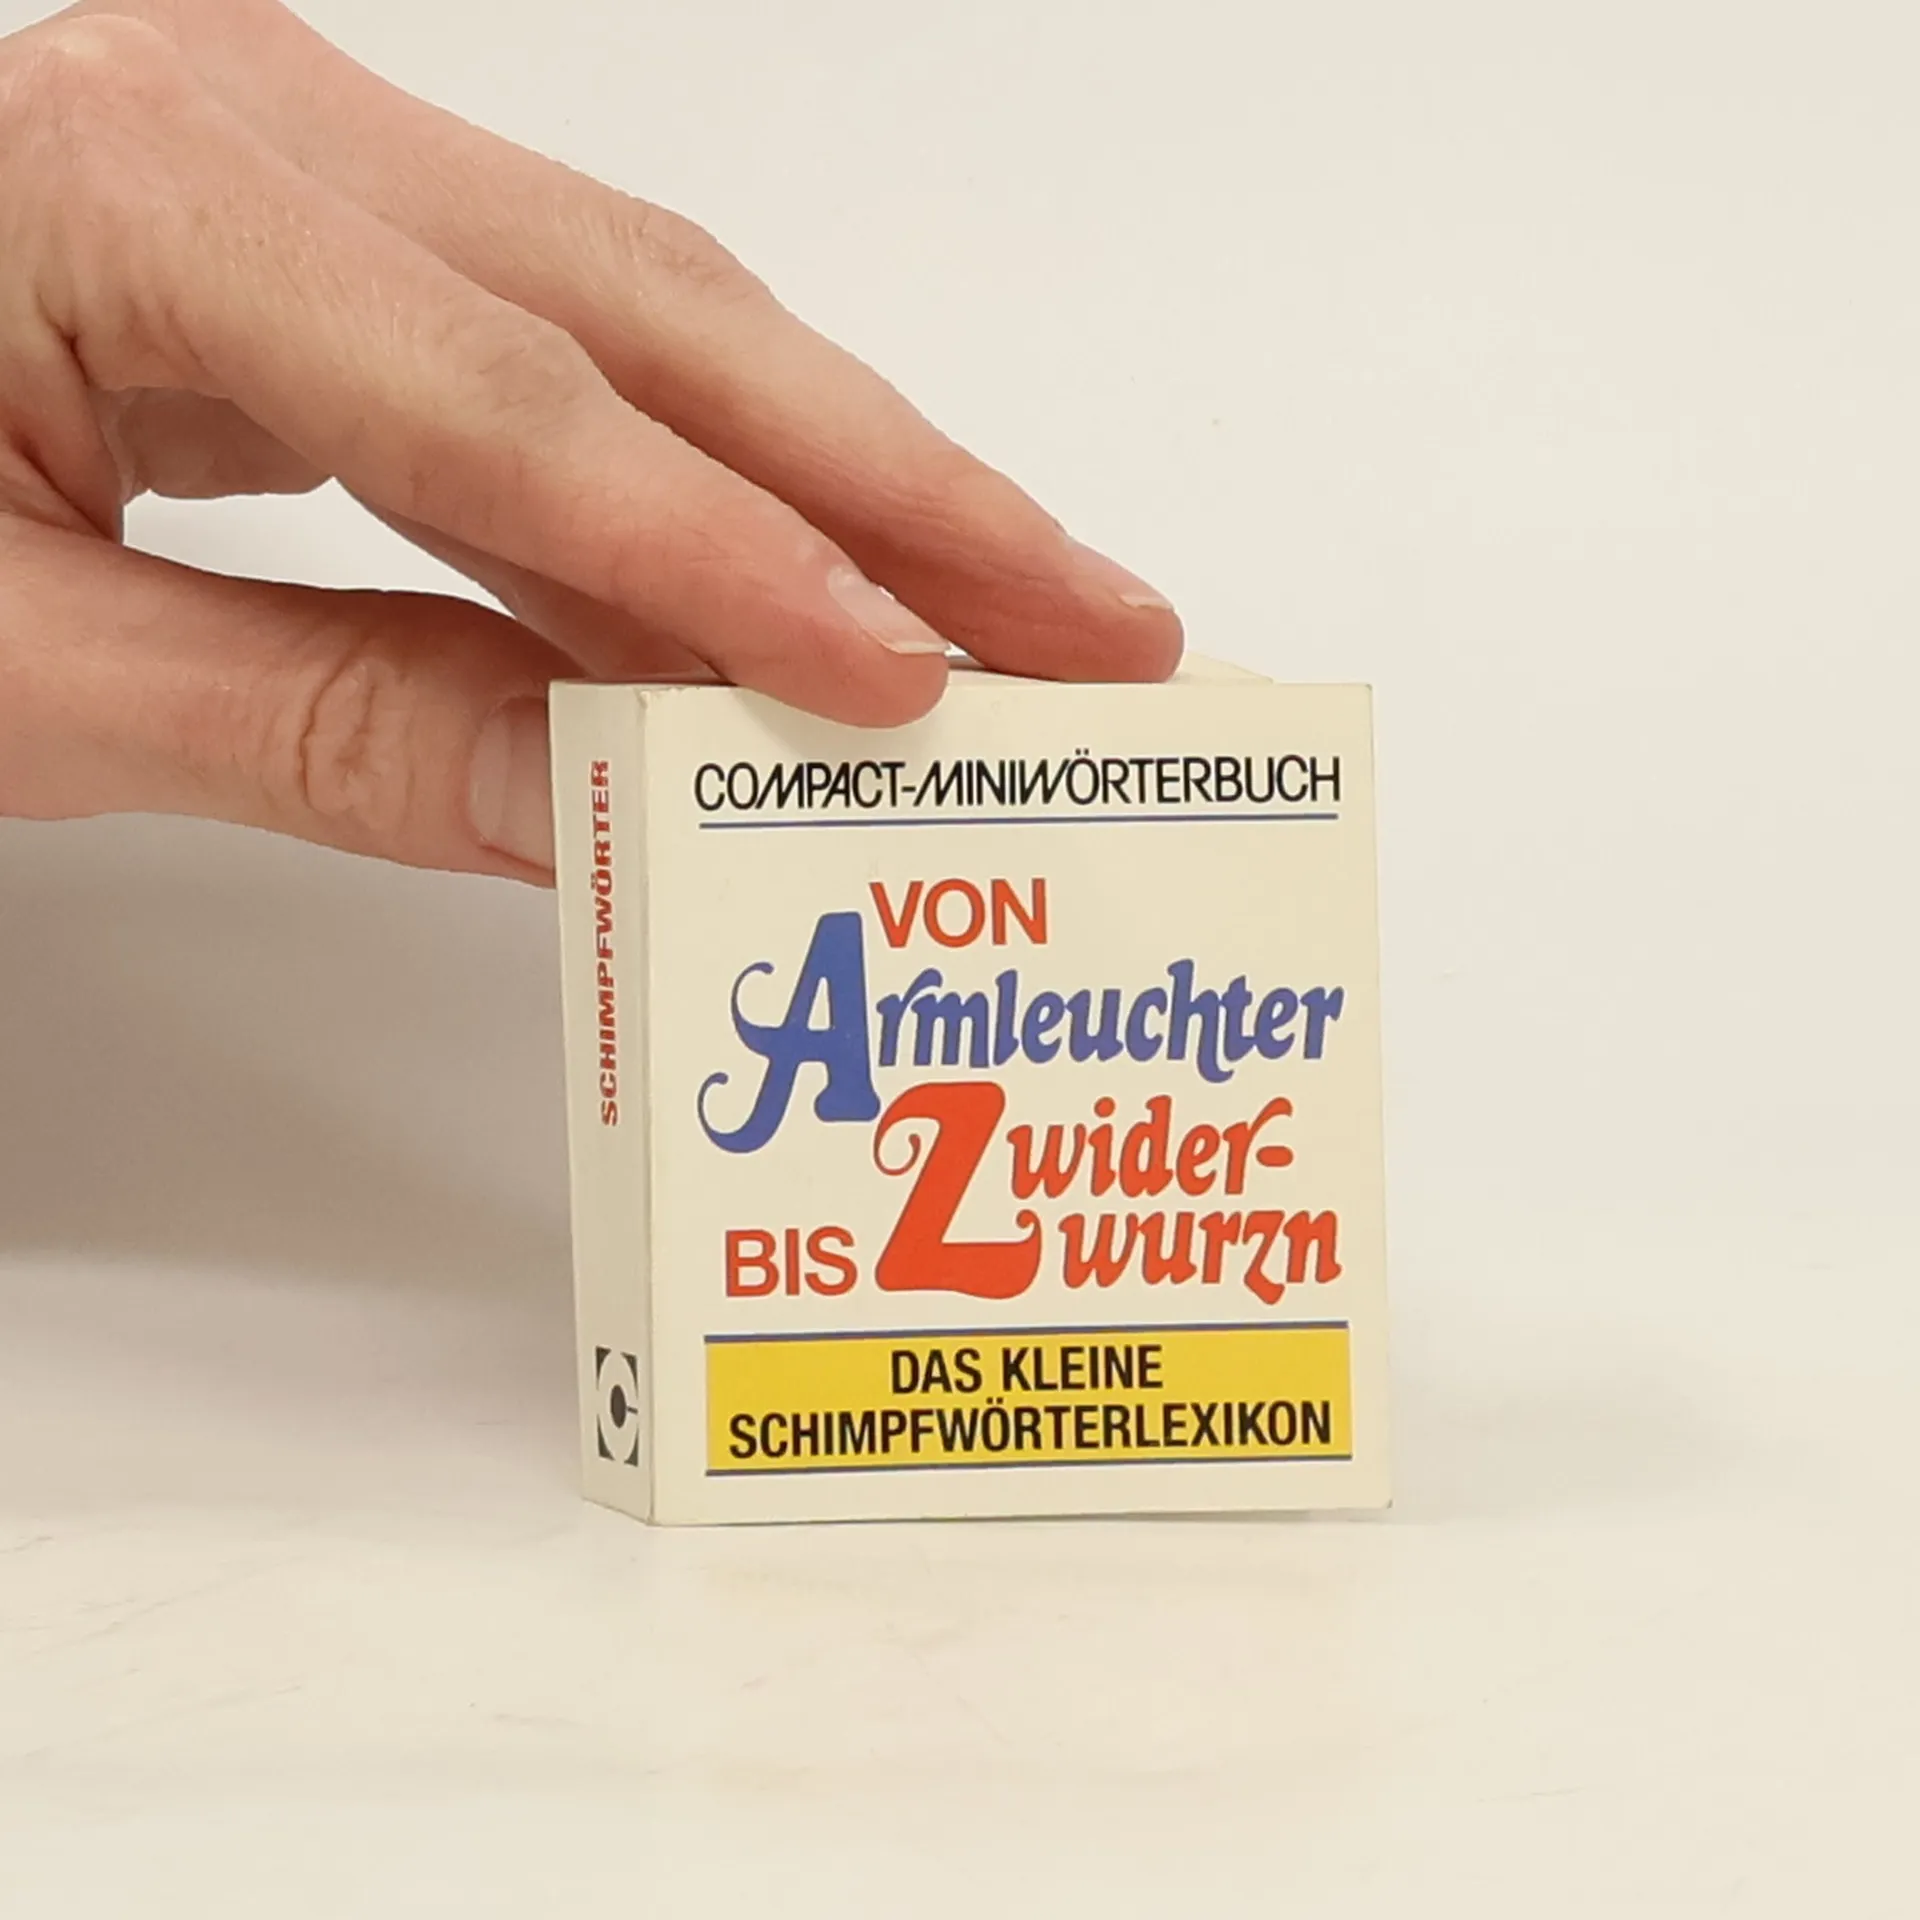 SCHIMPFWÖRTER
COMPACT-MINIWÖRTERBUCH
VON
Armleuchter
BIS Zwider-
wurzn
DAS KLEINE
SCHIMPFWÖRTERLEXIKON